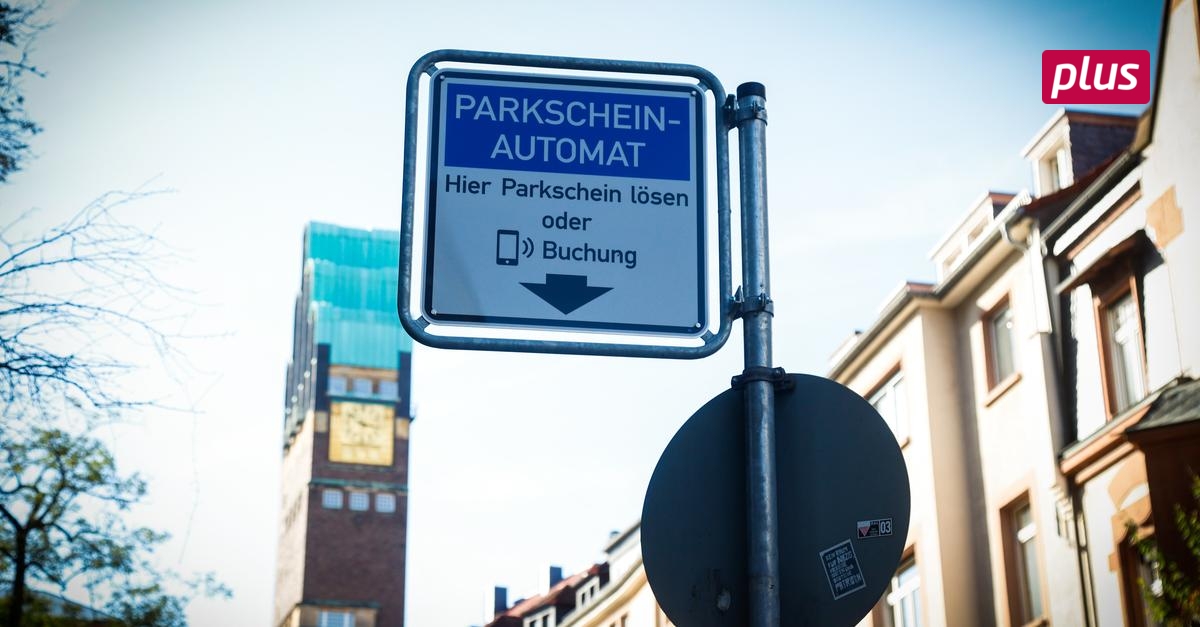 plus
PARKSCHEIN-
AUTOMAT
Hier Parkschein lösen
oder
Buchung
03